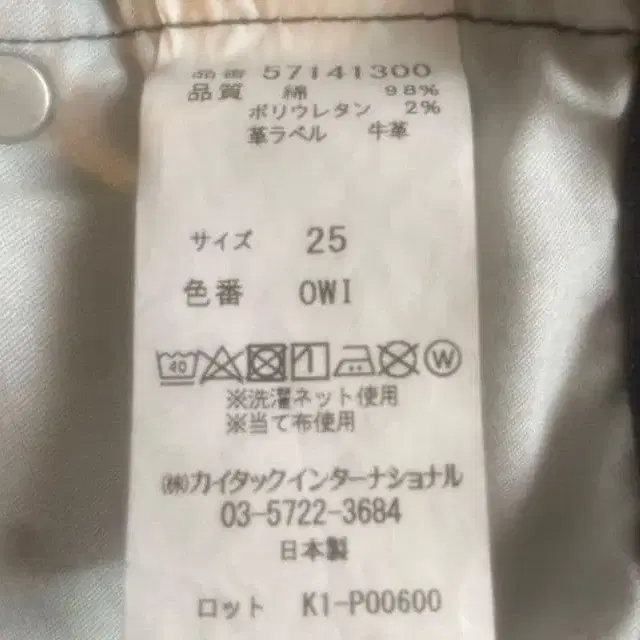 品番 57141300
品質 綿 98%
ポリウレタン 2%
革ラベル 牛革
サイズ 25
色番 OWI
40 W
※洗濯ネット使用
※当て布使用
㈱カイタックインターナショナル
03-5722-3684
日本製
ロット K1-P00600